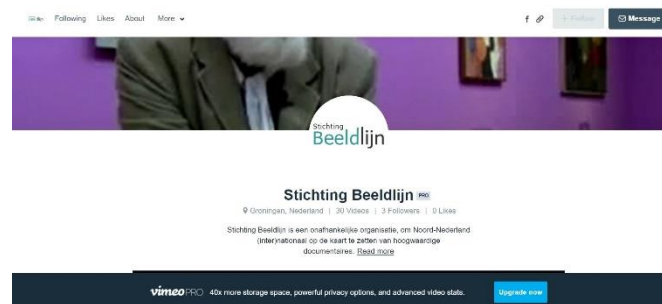 Following Likes About More
+ Follow Message
Stichting
Beeldlijn
Stichting Beeldlijn PRO
Groningen, Nederland | 30 Videos | 3 Followers | 0 Likes
Stichting Beeldlijn is een onafhankelijke organisatie, om Noord-Nederland
(inter)nationaal op de kaart te zetten van hoogwaardige
documentaires. Read more
vimeo PRO 40x more storage space, powerful privacy options, and advanced video stats. Upgrade now